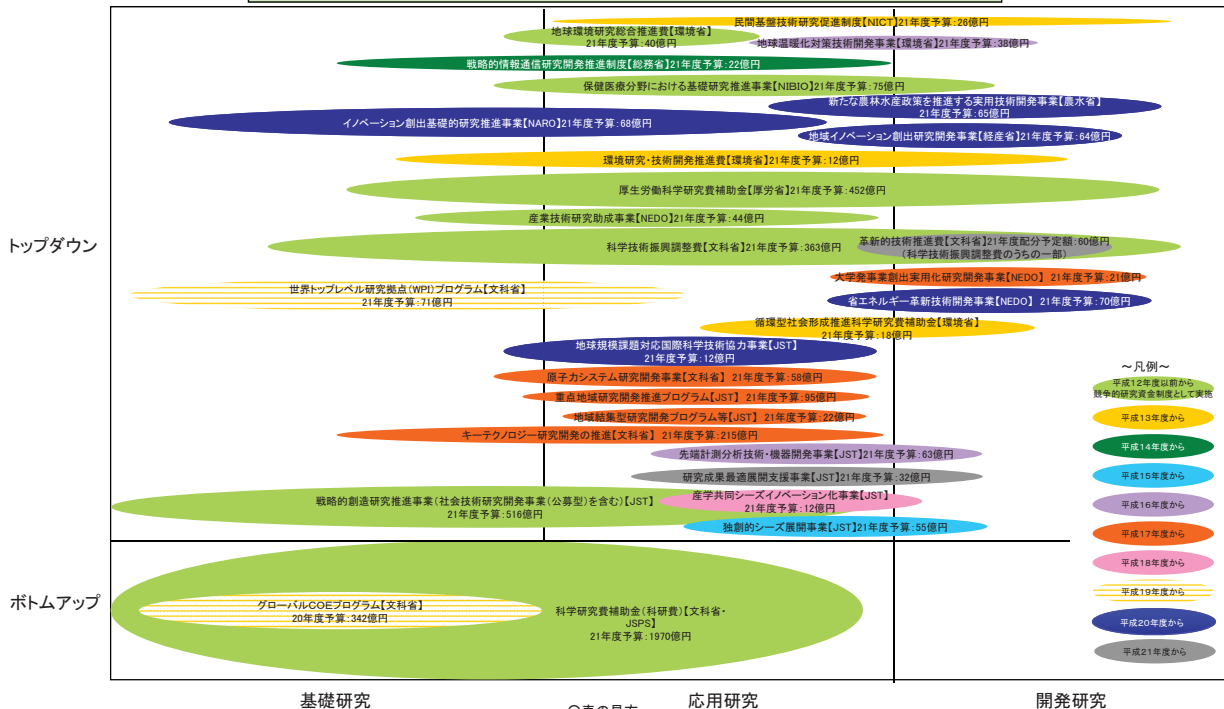 民間基盤技術研究促進制度【NICT】21年度予算：26億円
地球環境研究総合推進費【環境省】
21年度予算：40億円
地球温暖化対策技術開発事業【環境省】21年度予算：38億円
戦略的情報通信研究開発推進制度【総務省】21年度予算：22億円
保健医療分野における基礎研究推進事業【NIBIO】21年度予算：75億円
新たな農林水産政策を推進する実用技術開発事業【農水省】
21年度予算：65億円
イノベーション創出基礎的研究推進事業【NARO】21年度予算：68億円
地域イノベーション創出研究開発事業【経産省】21年度予算：64億円
環境研究・技術開発推進費【環境省】21年度予算：12億円
厚生労働科学研究費補助金【厚労省】21年度予算：452億円
産業技術研究助成事業【NEDO】21年度予算：44億円
トップダウン
科学技術振興調整費【文科省】21年度予算：363億円
革新的技術推進費【文科省】21年度配分予定額：60億円
（科学技術振興調整費のうちの一部）
大学発事業創出実用化研究開発事業【NEDO】 21年度予算：21億円
世界トップレベル研究拠点（WPI）プログラム【文科省】
21年度予算：71億円
省エネルギー革新技術開発事業【NEDO】 21年度予算：70億円
循環型社会形成推進科学研究費補助金【環境省】
21年度予算：18億円
地球規模課題対応国際科学技術協力事業【JST】
21年度予算：12億円
原子力システム研究開発事業【文科省】 21年度予算：58億円
重点地域研究開発推進プログラム【JST】 21年度予算：95億円
地域結集型研究開発プログラム等【JST】 21年度予算：22億円
キーテクノロジー研究開発の推進【文科省】 21年度予算：215億円
先端計測分析技術・機器開発事業【JST】21年度予算：63億円
研究成果最適展開支援事業【JST】21年度予算：32億円
戦略的創造研究推進事業（社会技術研究開発事業（公募型）を含む）【JST】
21年度予算：516億円
産学共同シーズイノベーション化事業【JST】
21年度予算：12億円
独創的シーズ展開事業【JST】21年度予算：55億円
ボトムアップ
グローバルCOEプログラム【文科省】
20年度予算：342億円
科学研究費補助金（科研費）【文科省・
JSPS】
21年度予算：1970億円
～凡例～
平成12年度以前から
競争的研究資金制度として実施
平成13年度から
平成14年度から
平成15年度から
平成16年度から
平成17年度から
平成18年度から
平成19年度から
平成20年度から
平成21年度から
基礎研究
応用研究
開発研究